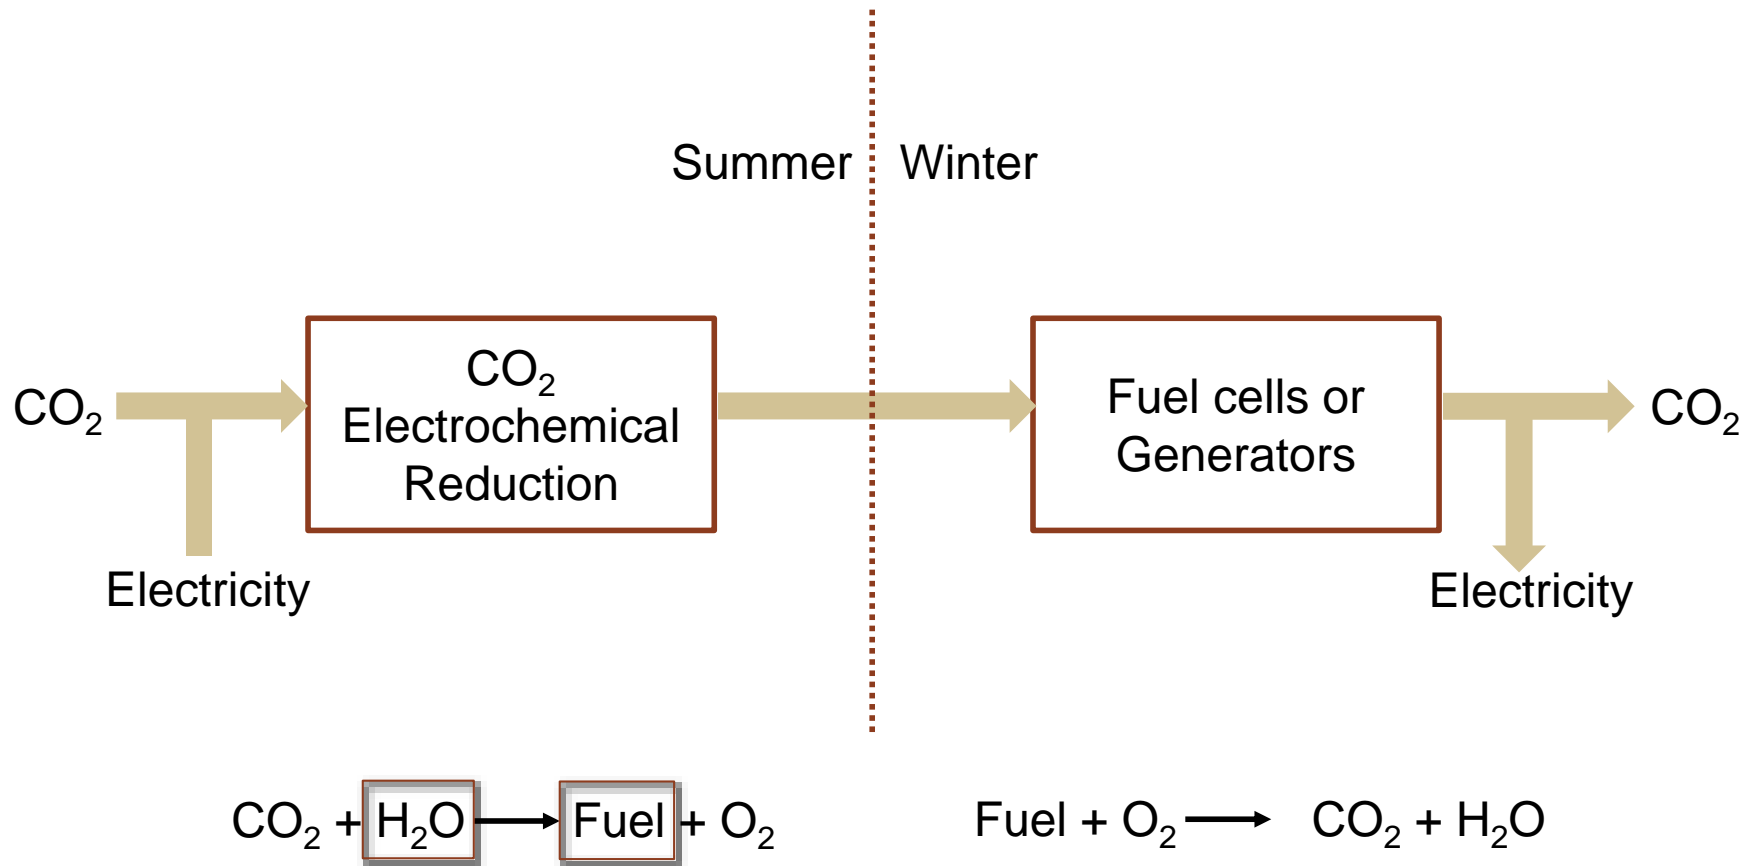 Summer Winter
CO₂
CO₂
Electrochemical
Reduction
Fuel cells or
Generators
CO₂
Electricity
Electricity
CO₂ + H₂O → Fuel + O₂
Fuel + O₂ → CO₂ + H₂O